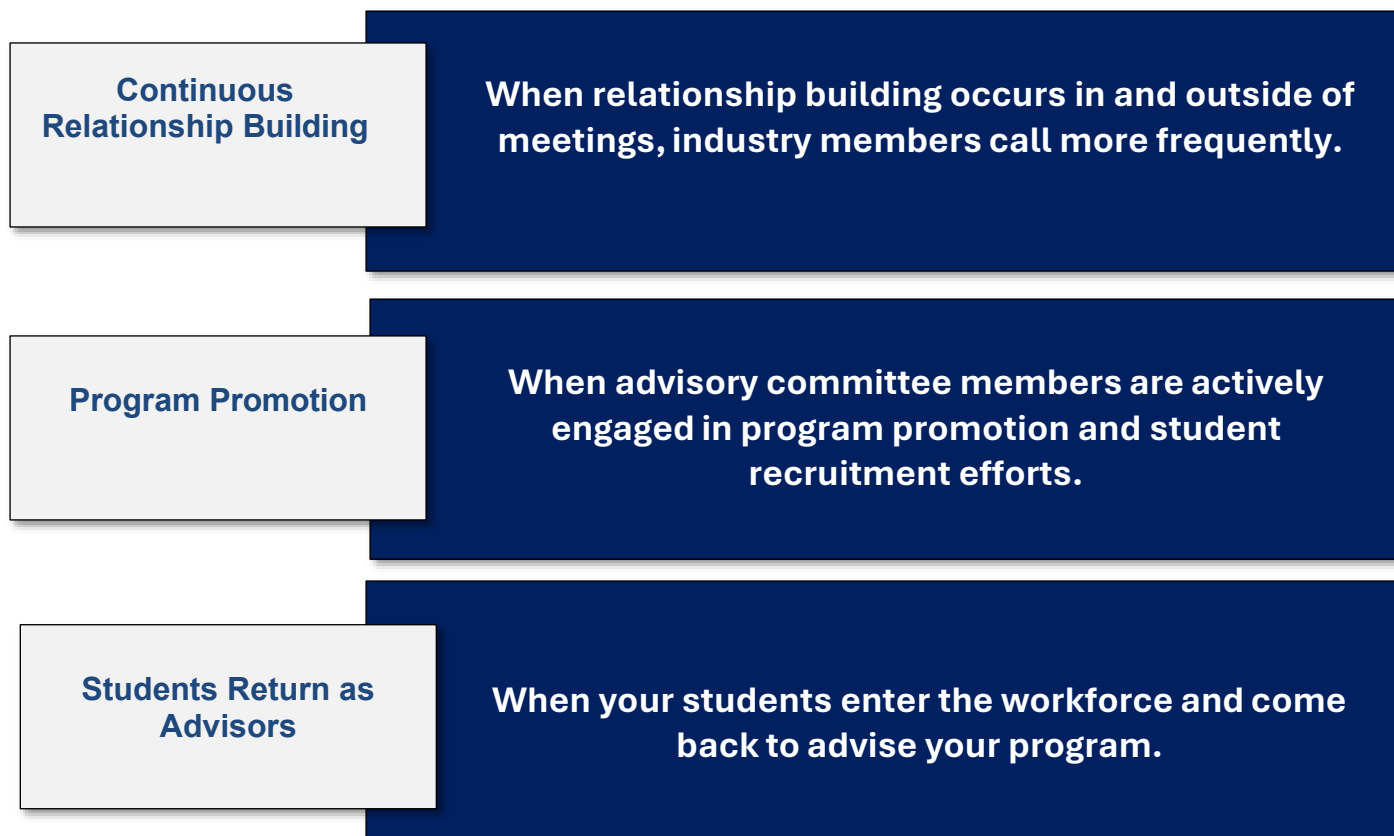 Continuous
Relationship Building
When relationship building occurs in and outside of
meetings, industry members call more frequently.
Program Promotion
When advisory committee members are actively
engaged in program promotion and student
recruitment efforts.
Students Return as
Advisors
When your students enter the workforce and come
back to advise your program.